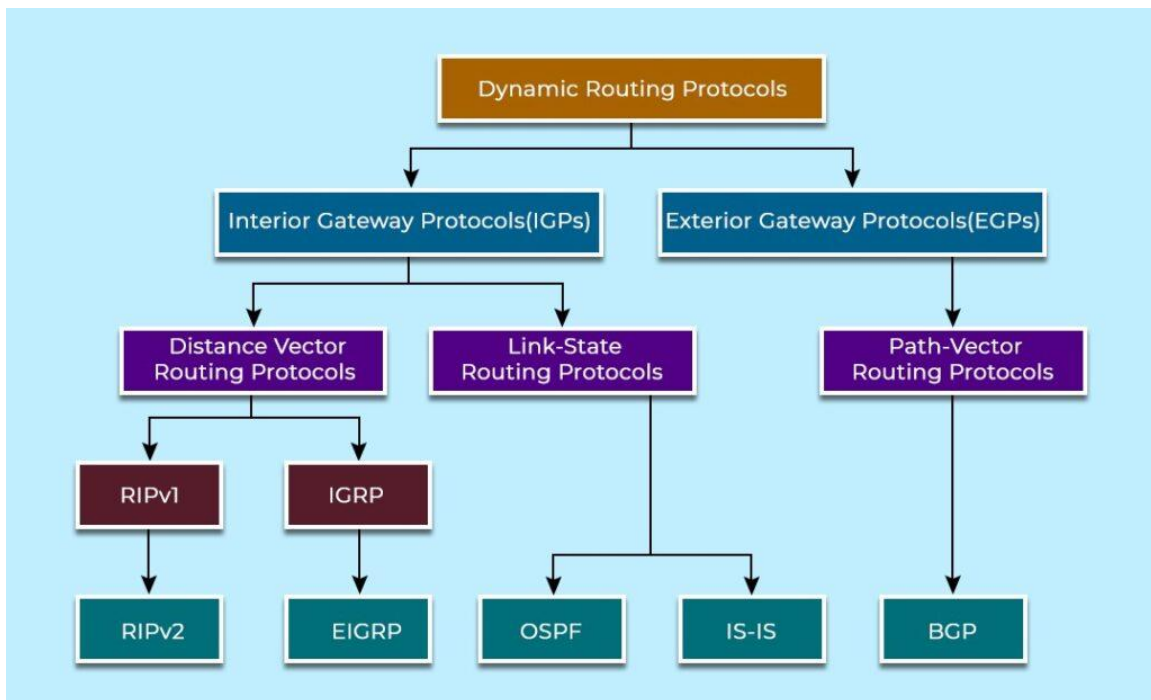 Dynamic Routing Protocols
Interior Gateway Protocols(IGPs)
Exterior Gateway Protocols(EGPs)
Distance Vector
Routing Protocols
Link-State
Routing Protocols
Path-Vector
Routing Protocols
RIPv1
IGRP
RIPv2
EIGRP
OSPF
IS-IS
BGP